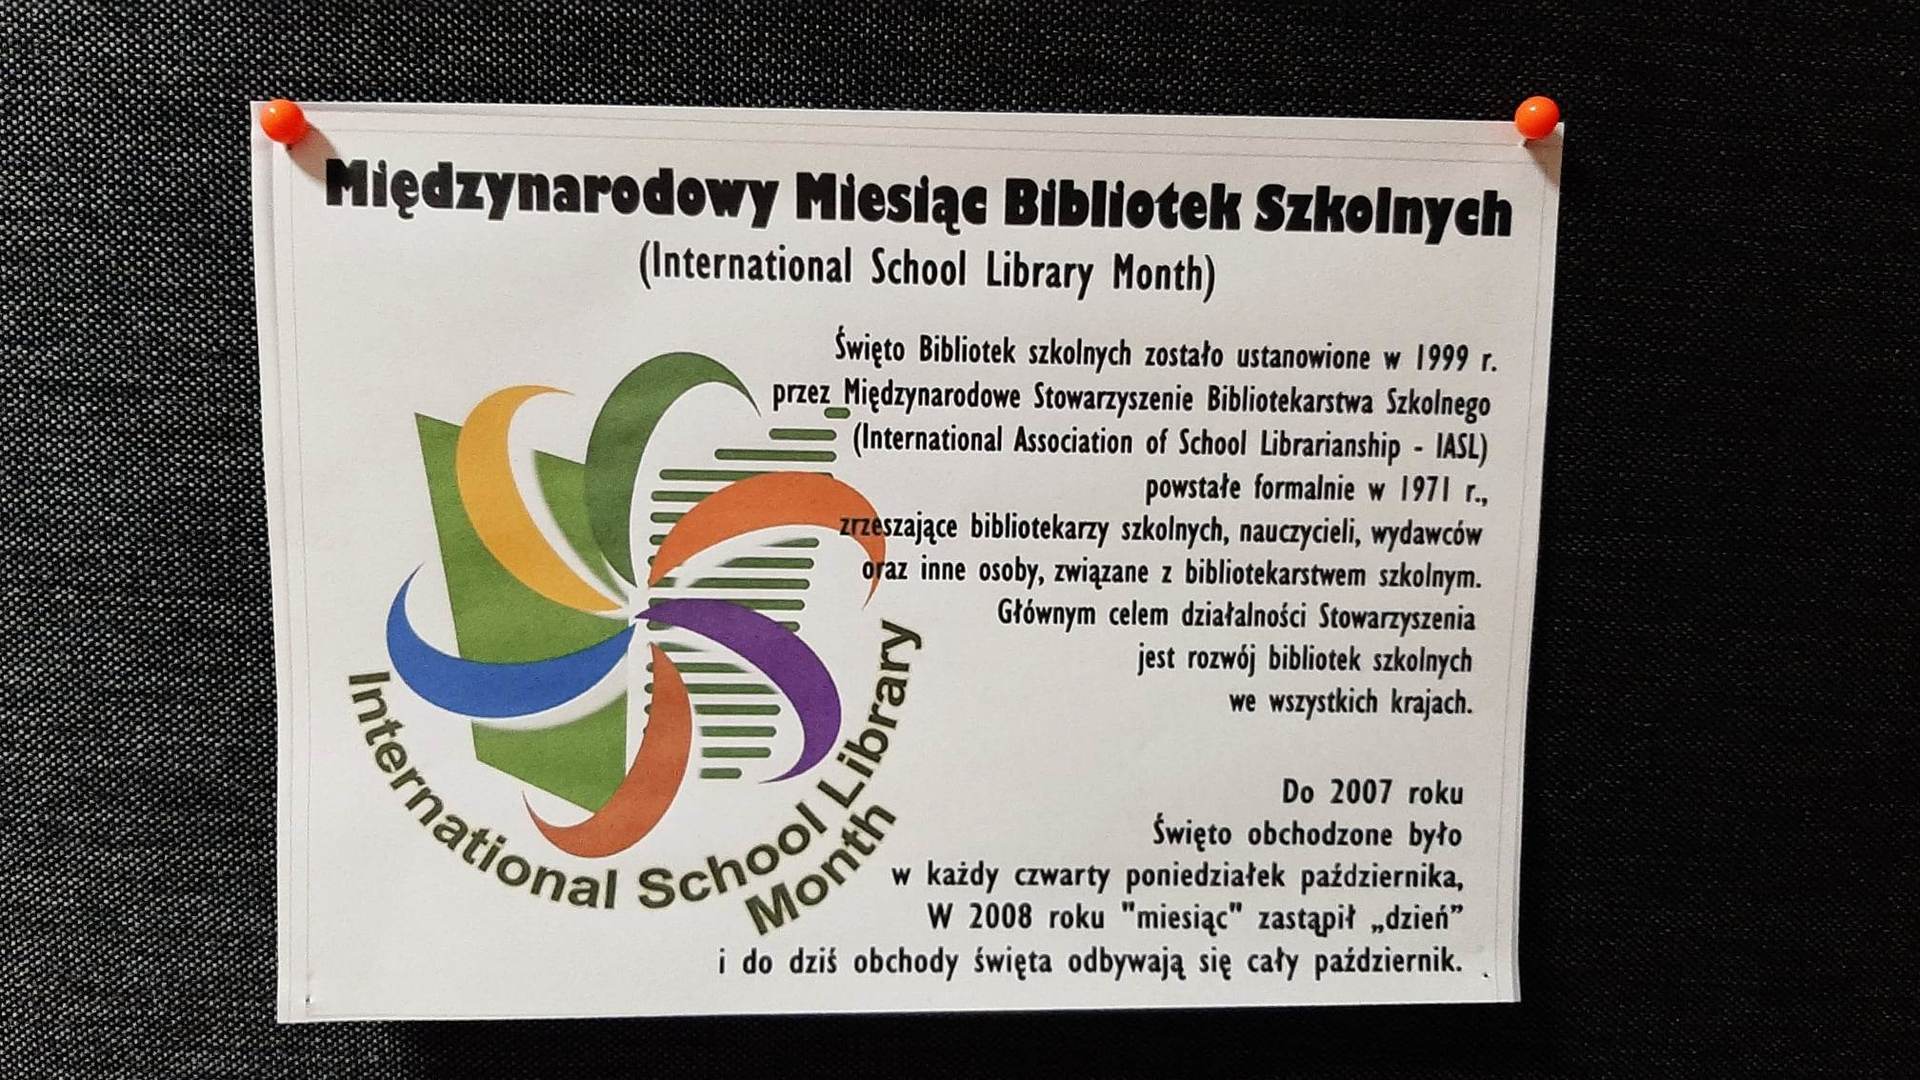 Międzynarodowy Miesiąc Bibliotek Szkolnych
(International School Library Month)
Święto Bibliotek szkolnych zostało ustanowione w 1999 r.
przez Międzynarodowe Stowarzyszenie Bibliotekarstwa Szkolnego
(International Association of School Librarianship - IASL)
powstałe formalnie w 1971 r.,
zrzeszające bibliotekarzy szkolnych, nauczycieli, wydawców
oraz inne osoby, związane z bibliotekarstwem szkolnym.
Głównym celem działalności Stowarzyszenia
jest rozwój bibliotek szkolnych
we wszystkich krajach.
Do 2007 roku
Święto obchodzone było
w każdy czwarty poniedziałek października,
W 2008 roku "miesiąc" zastąpił „dzień”
i do dziś obchody święta odbywają się cały październik.
International School Library
Month